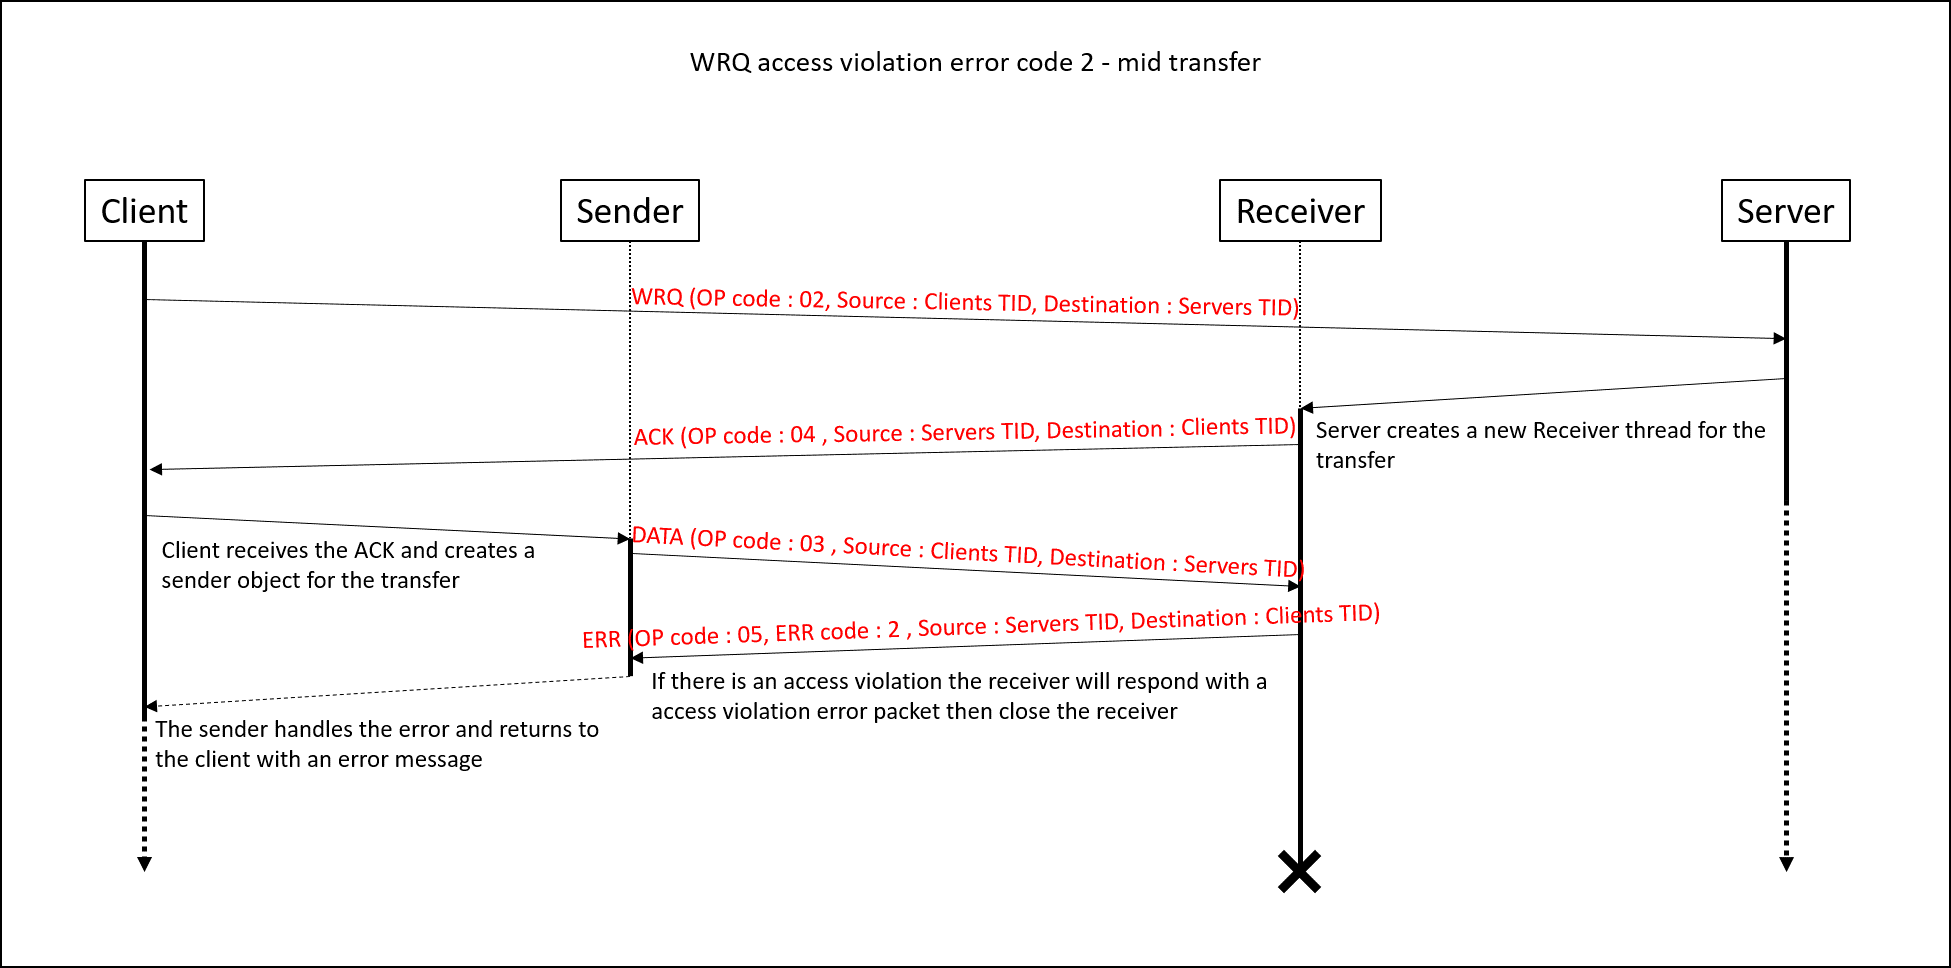 WRQ access violation error code 2 - mid transfer
Client
Sender
Receiver
Server
WRQ (OP code : 02, Source : Clients TID, Destination : Servers TID)
ACK (OP code : 04 , Source : Servers TID, Destination : Clients TID)
Server creates a new Receiver thread for the
transfer
DATA (OP code : 03 , Source : Clients TID, Destination : Servers TID)
Client receives the ACK and creates a
sender object for the transfer
ERR (OP code : 05, ERR code : 2 , Source : Servers TID, Destination : Clients TID)
If there is an access violation the receiver will respond with a
access violation error packet then close the receiver
The sender handles the error and returns to
the client with an error message